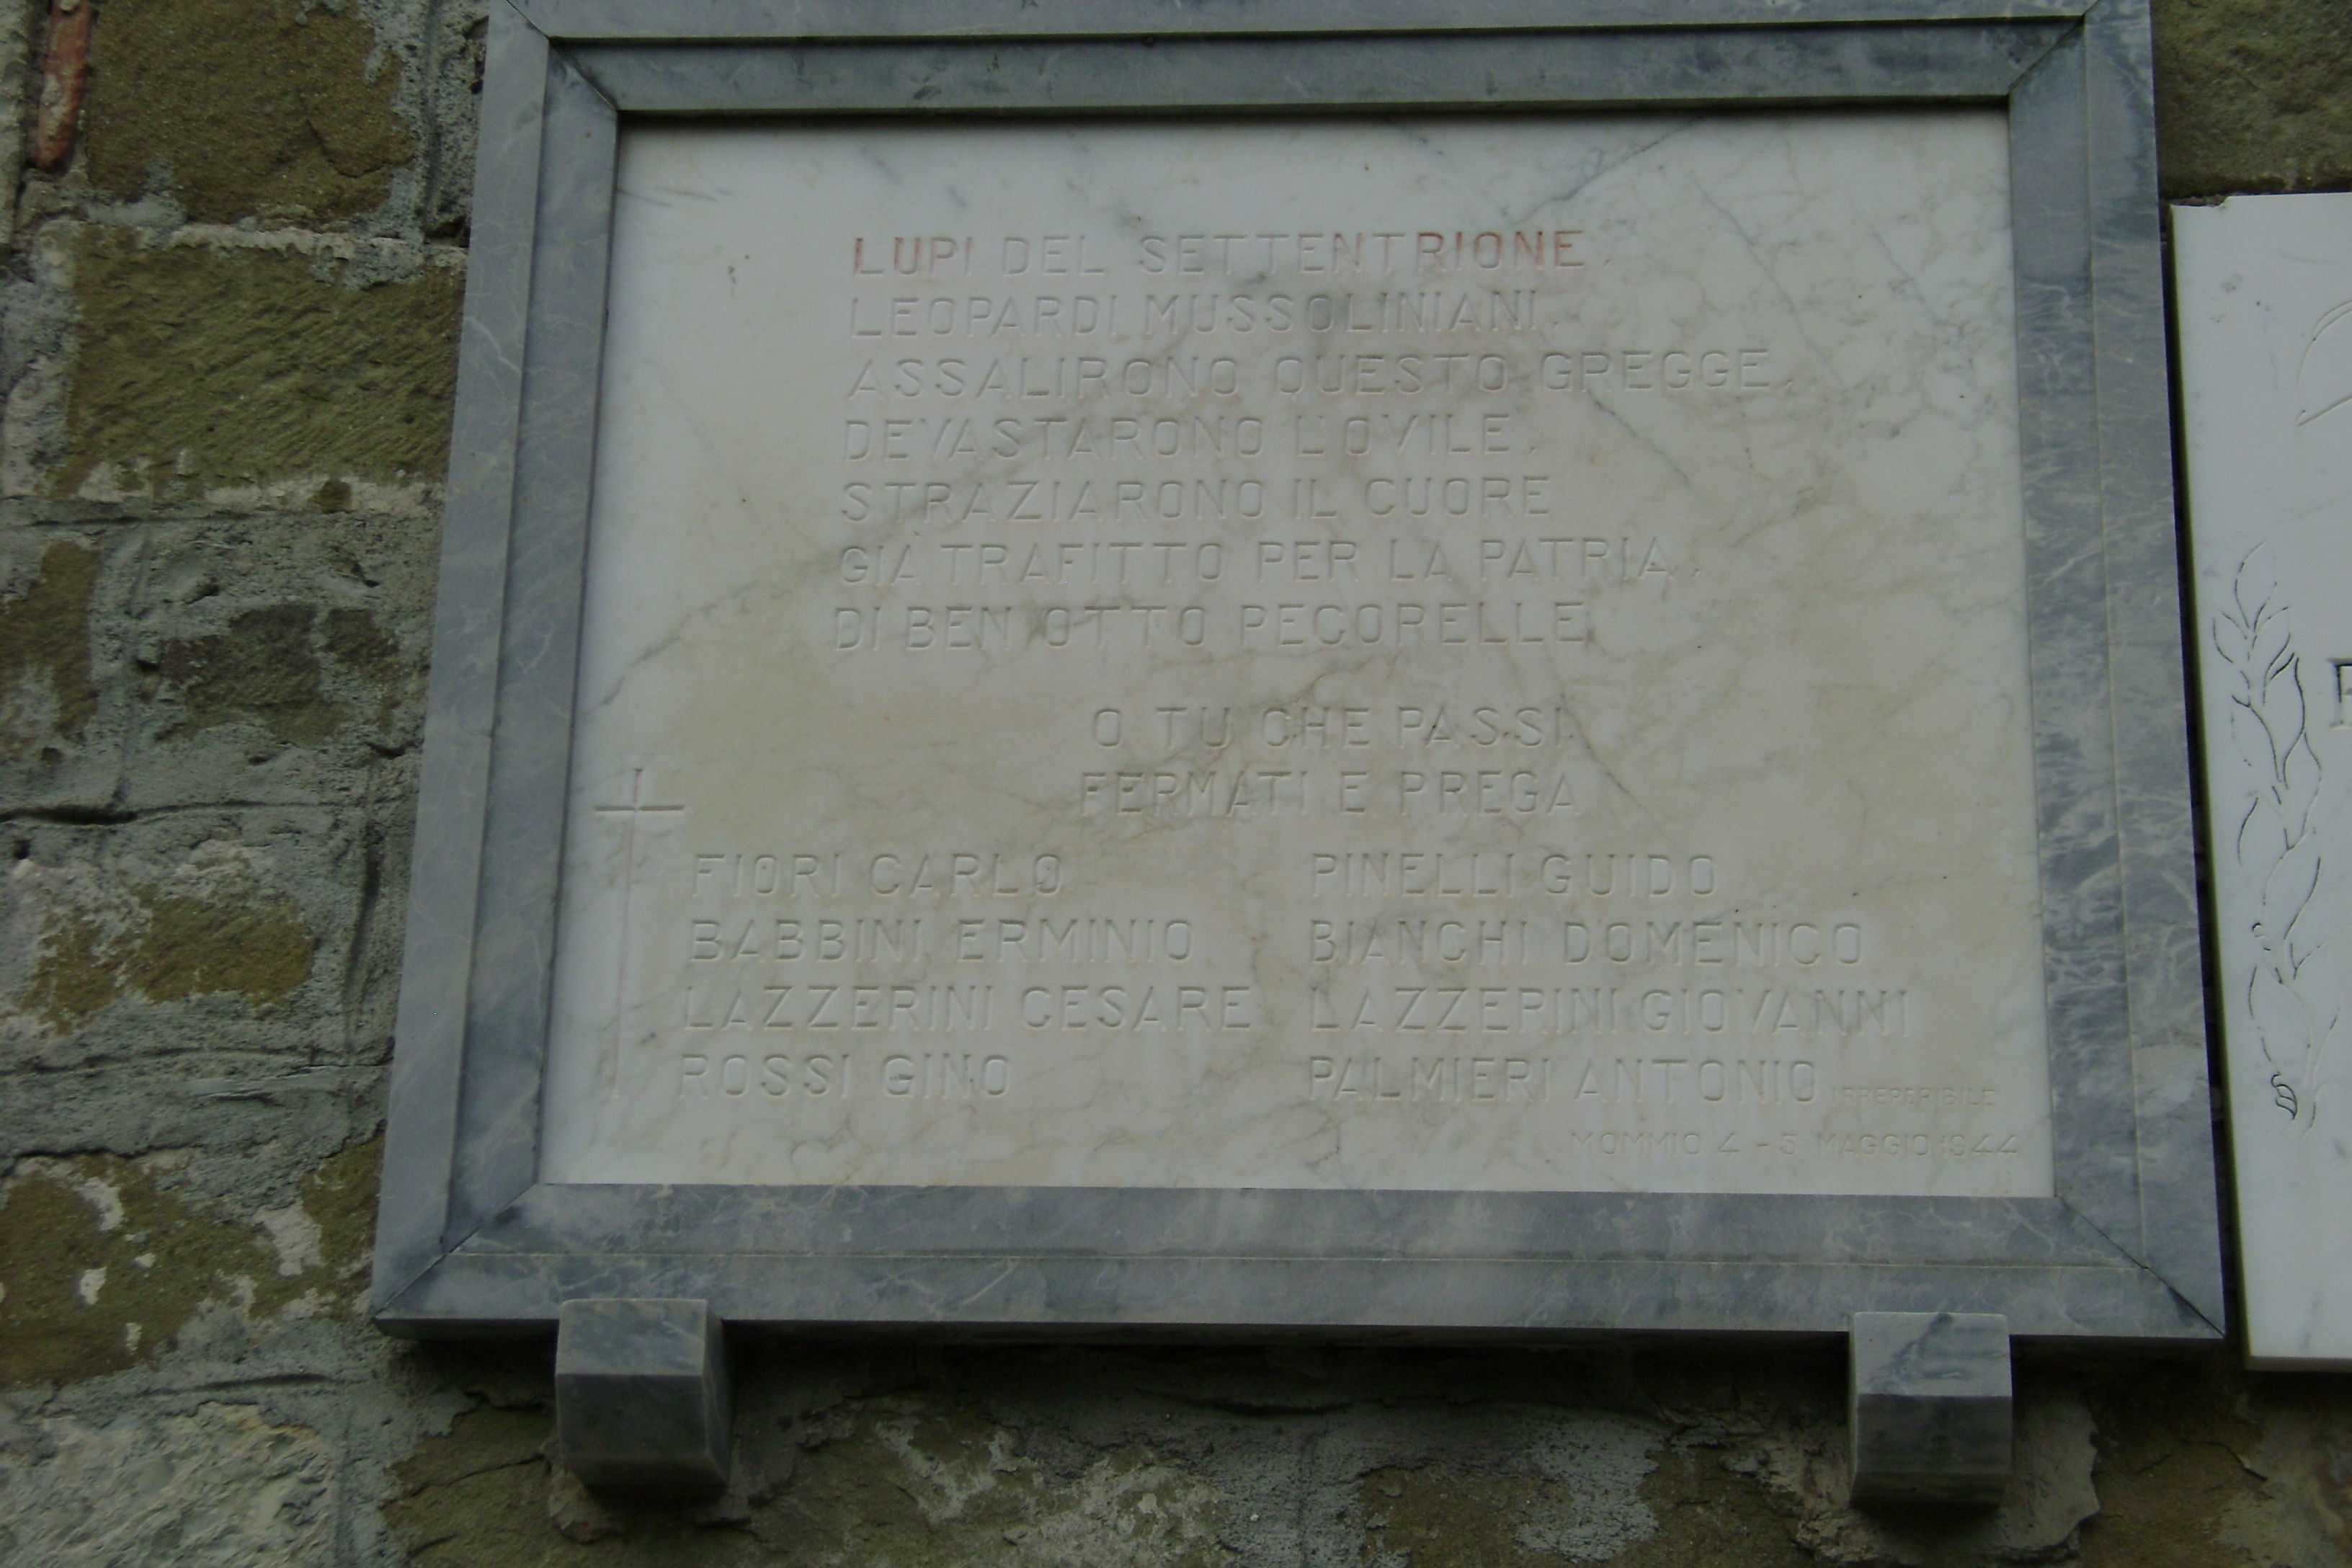 LUPI DEL SETTENTRIONE,
LEOPARDI MUSSOLINIANI,
ASSALIRONO QUESTO GREGGE,
DEVASTARONO L'OVILE,
STRAZIARONO IL CUORE
GIÀ TRAFITTO PER LA PATRIA,
DI BEN OTTO PECORELLE
O TU CHE PASSI
FERMATI E PREGA
FIORI CARLO PINELLI GUIDO
BABBINI ERMINIO BIANCHI DOMENICO
LAZZERINI CESARE LAZZERINI GIOVANNI
ROSSI GINO PALMIERI ANTONIO IRREPERIBILE
MOMMIO 4 - 5 MAGGIO 1944